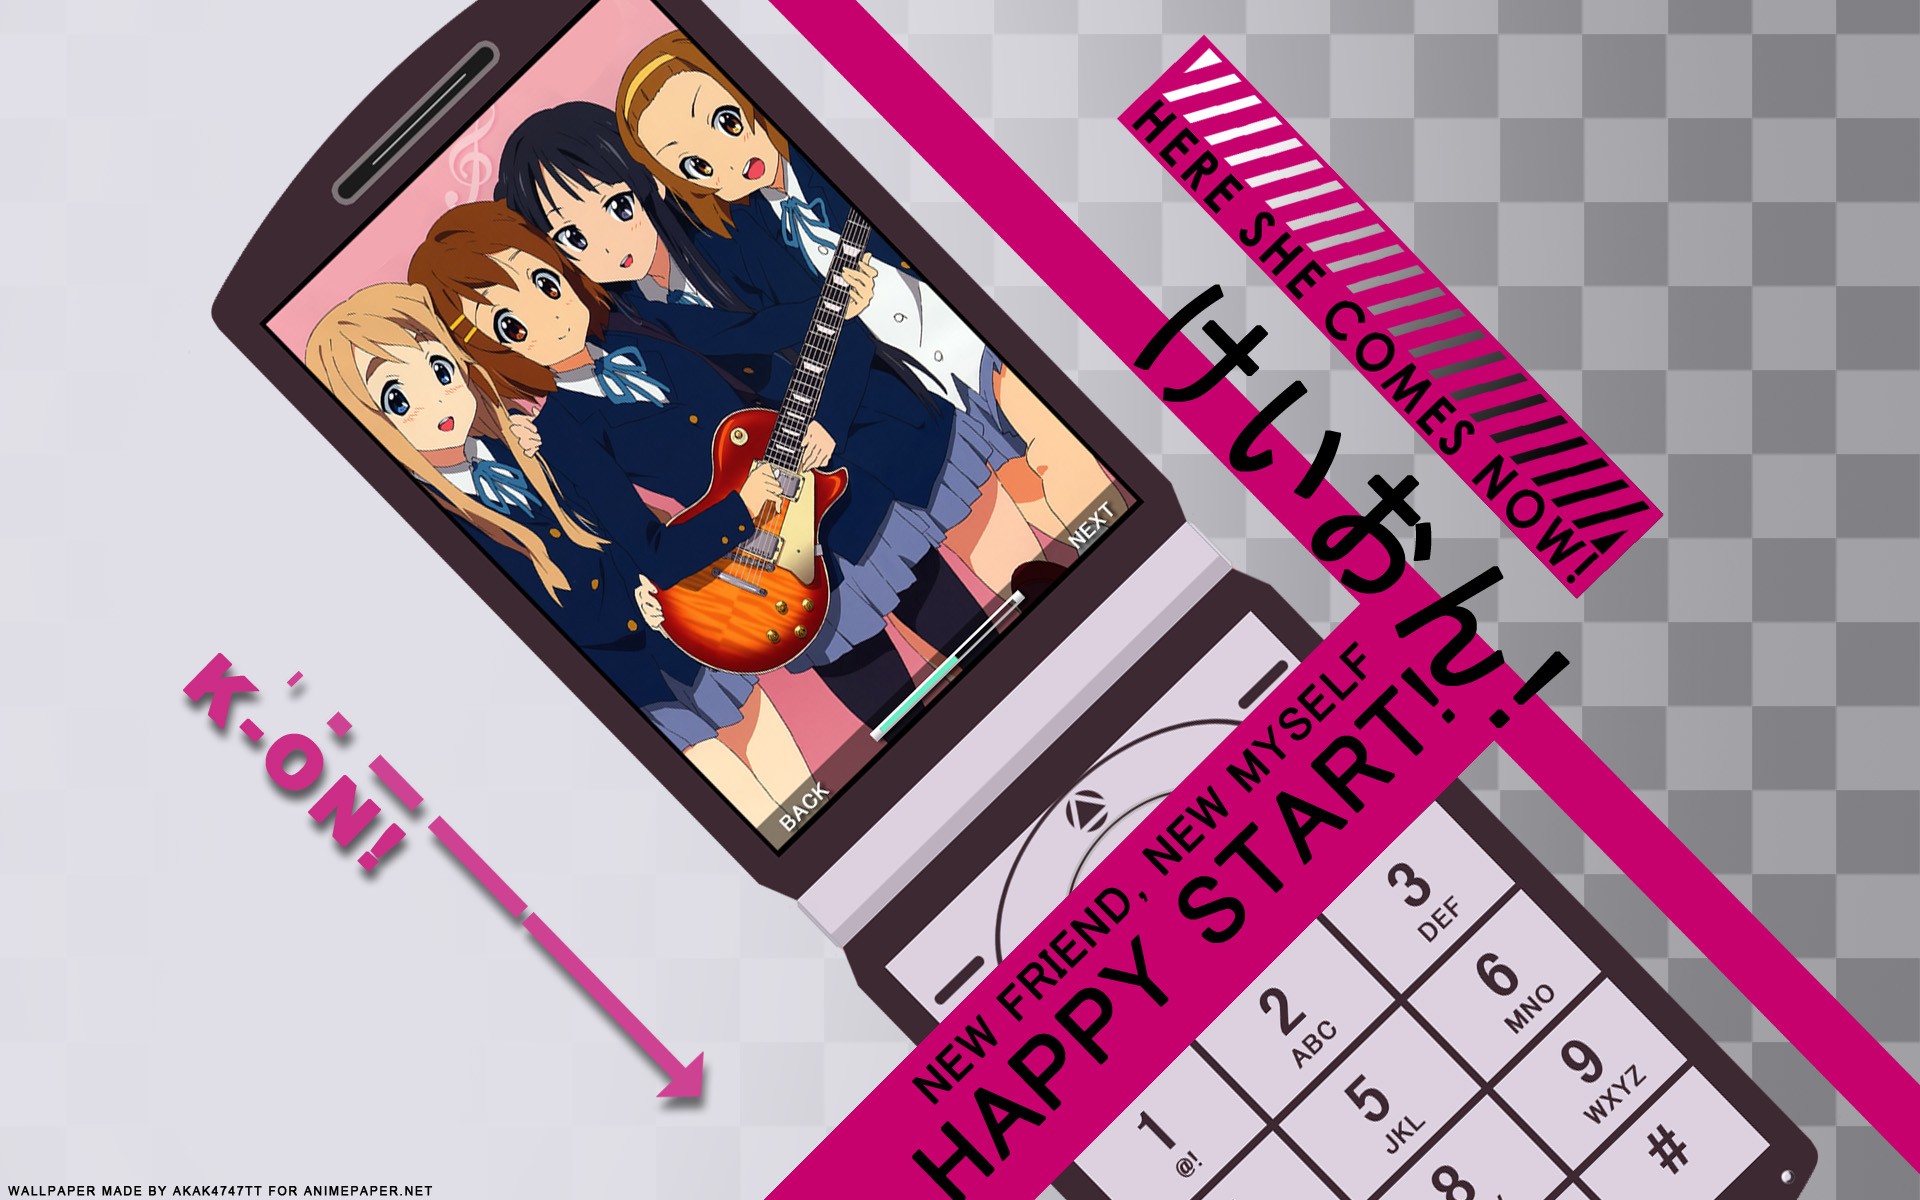 HERE SHE COMES NOW!
けいおん!
NEXT
BACK
K-ON!
NEW FRIEND, NEW MYSELF
HAPPY START!
3
DEF
2
ABC
6
MNO
1
@!
5
JKL
9
WXYZ
8
#
WALLPAPER MADE BY AKAK4747TT FOR ANIMEPAPER.NET